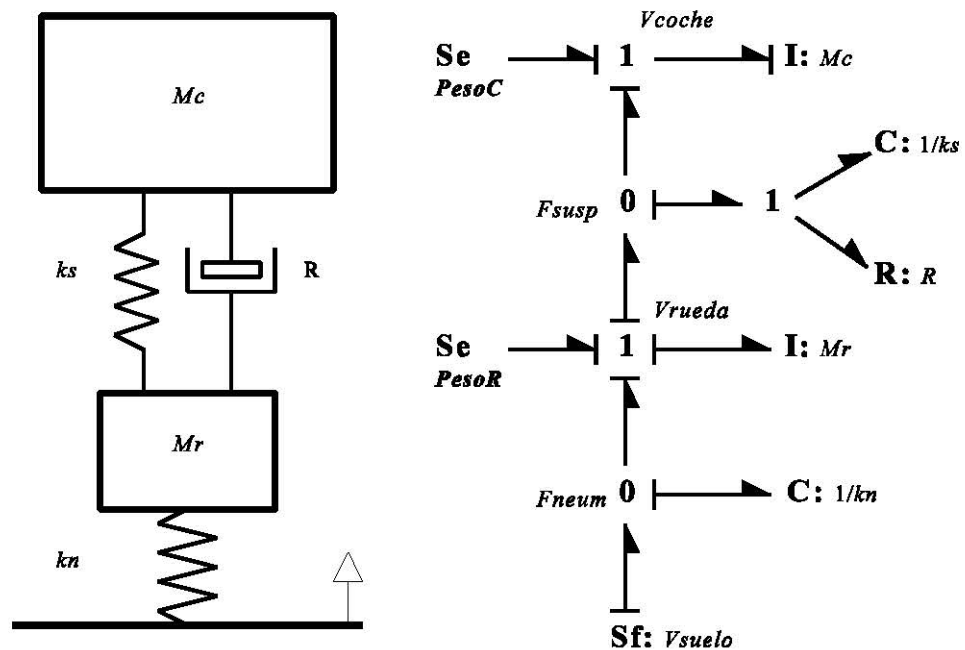 Mc
ks
R
Mr
kn
Vcoche
Se 1 I: Mc
PesoC
C: 1/ks
Fsusp 0 1
R: R
Vrueda
Se 1 I: Mr
PesoR
Fneum 0 C: 1/kn
Sf: Vsuelo